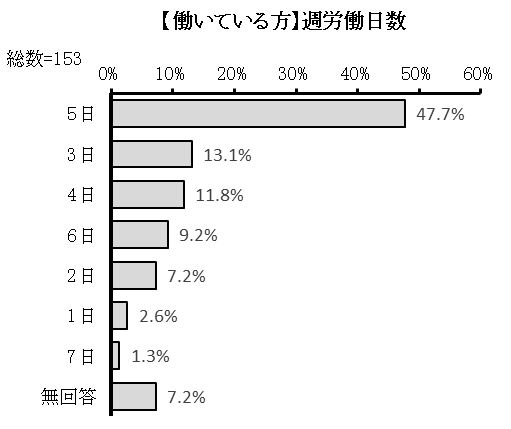 【働いている方】週労働日数
総数=153
0% 10% 20% 30% 40% 50% 60%
５日 47.7%
３日 13.1%
４日 11.8%
６日 9.2%
２日 7.2%
１日 2.6%
７日 1.3%
無回答 7.2%